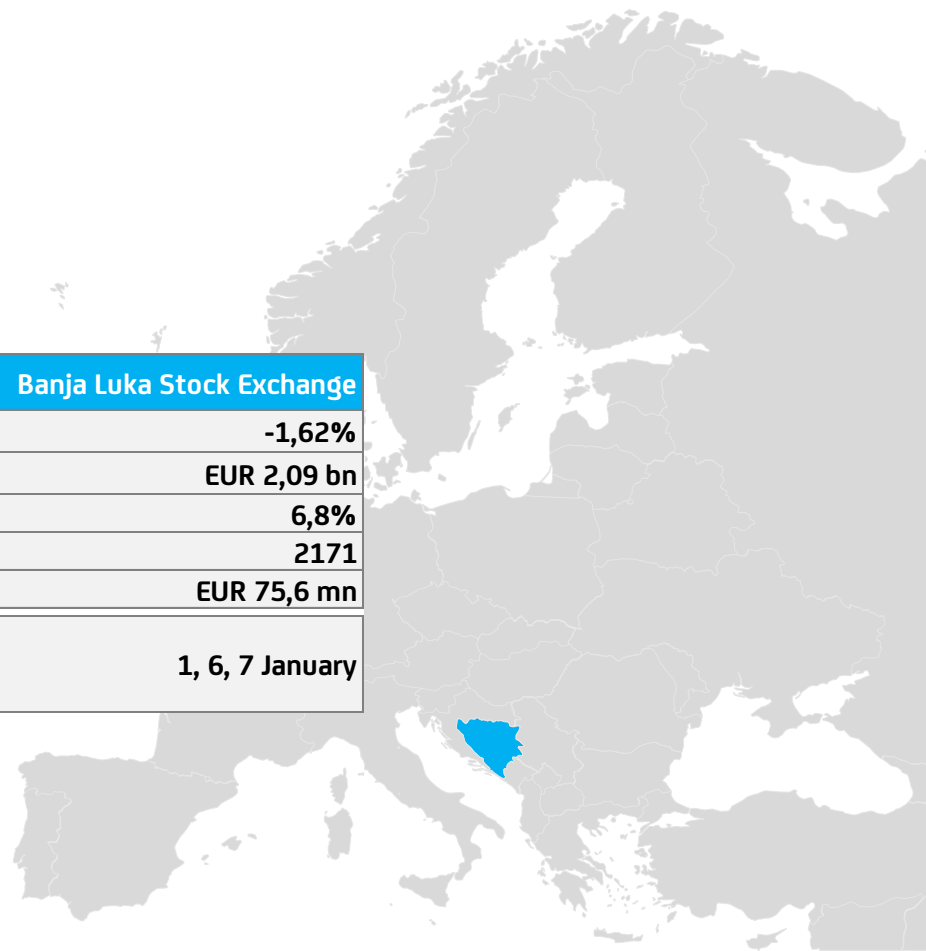 Banja Luka Stock Exchange
-1,62%
EUR 2,09 bn
6,8%
2171
EUR 75,6 mn
1, 6, 7 January